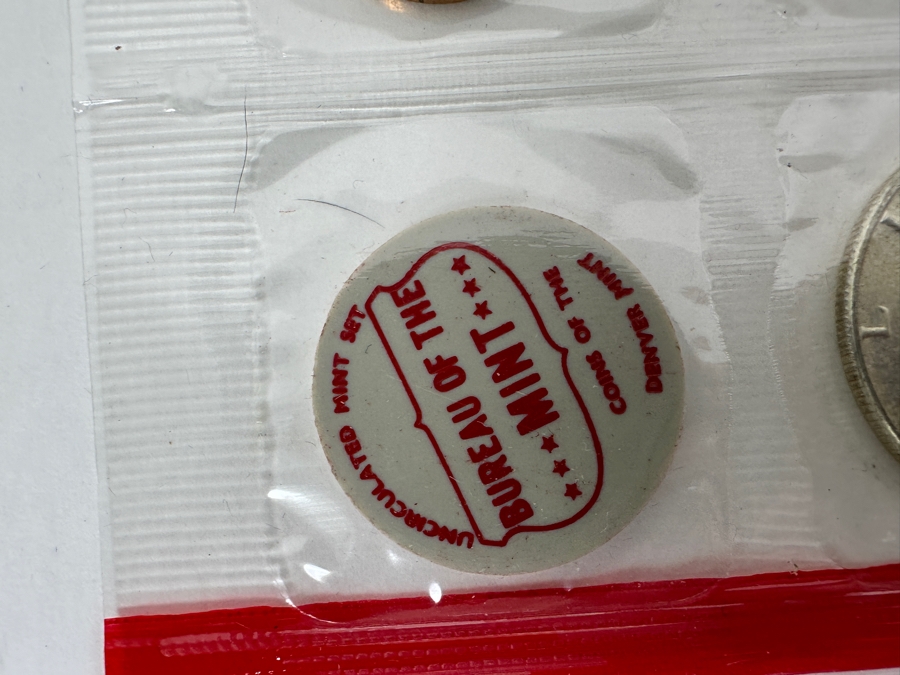 UNCIRCULATED MINT SET
BUREAU OF THE
MINT
COINS OF THE
DENVER MINT
L